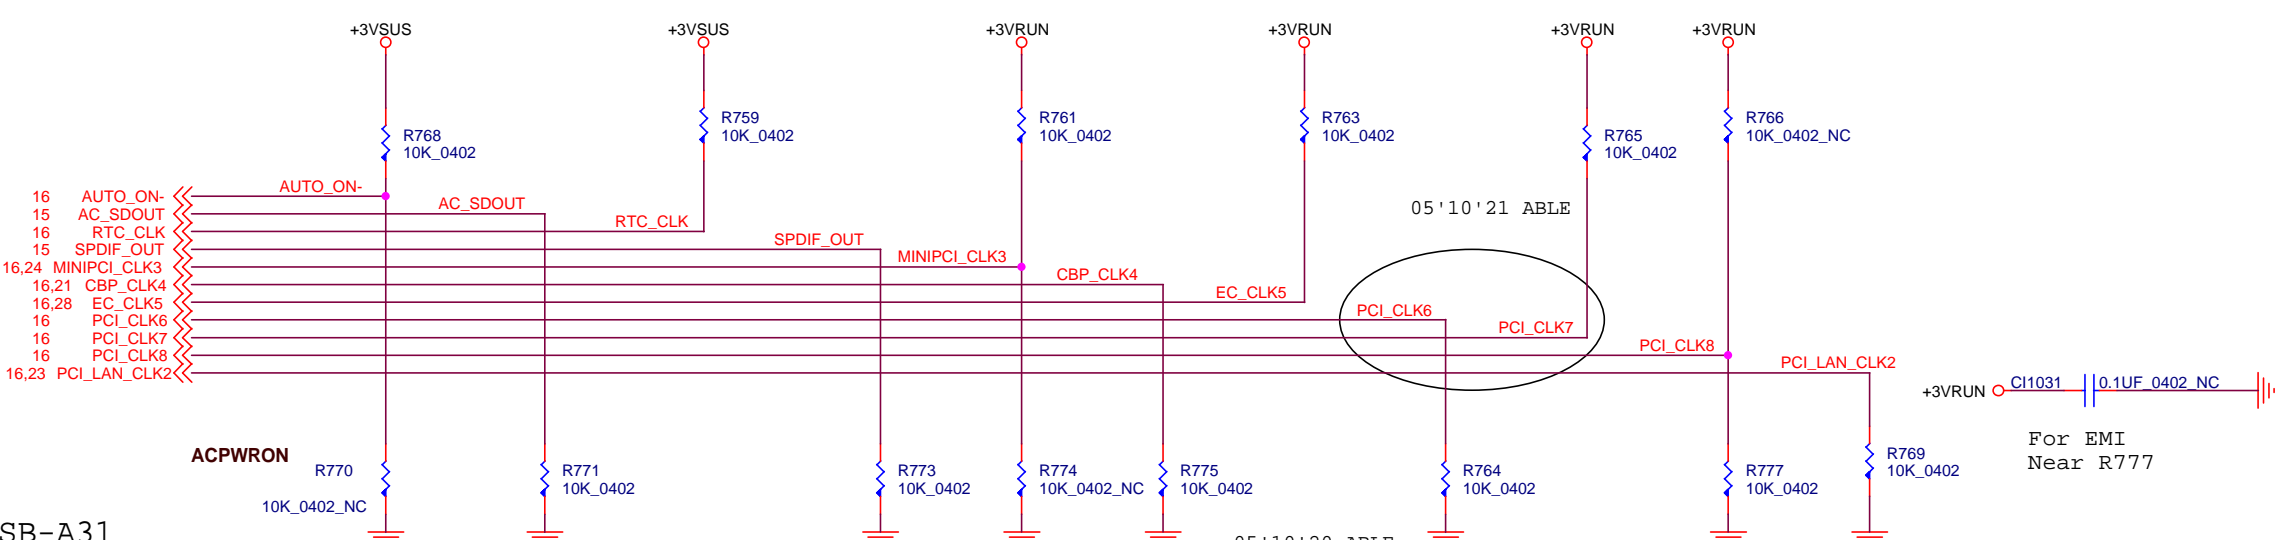 +3VSUS +3VSUS +3VRUN +3VRUN +3VRUN +3VRUN
R768
10K_0402
R759
10K_0402
R761
10K_0402
R763
10K_0402
R765
10K_0402
R766
10K_0402_NC
16 AUTO_ON- AUTO_ON-
15 AC_SDOUT AC_SDOUT
16 RTC_CLK RTC_CLK
15 SPDIF_OUT SPDIF_OUT
16,24 MINIPCI_CLK3 MINIPCI_CLK3
16,21 CBP_CLK4 CBP_CLK4
16,28 EC_CLK5 EC_CLK5
16 PCI_CLK6 PCI_CLK6
16 PCI_CLK7 PCI_CLK7
16 PCI_CLK8 PCI_CLK8
16,23 PCI_LAN_CLK2 PCI_LAN_CLK2
05'10'21 ABLE
+3VRUN CI1031 0.1UF_0402_NC
For EMI
Near R777
ACPWRON
R770
10K_0402_NC
R771
10K_0402
R773
10K_0402
R774
10K_0402_NC
R775
10K_0402
R764
10K_0402
R777
10K_0402
R769
10K_0402
SB-A31
05'10'20 ABLE